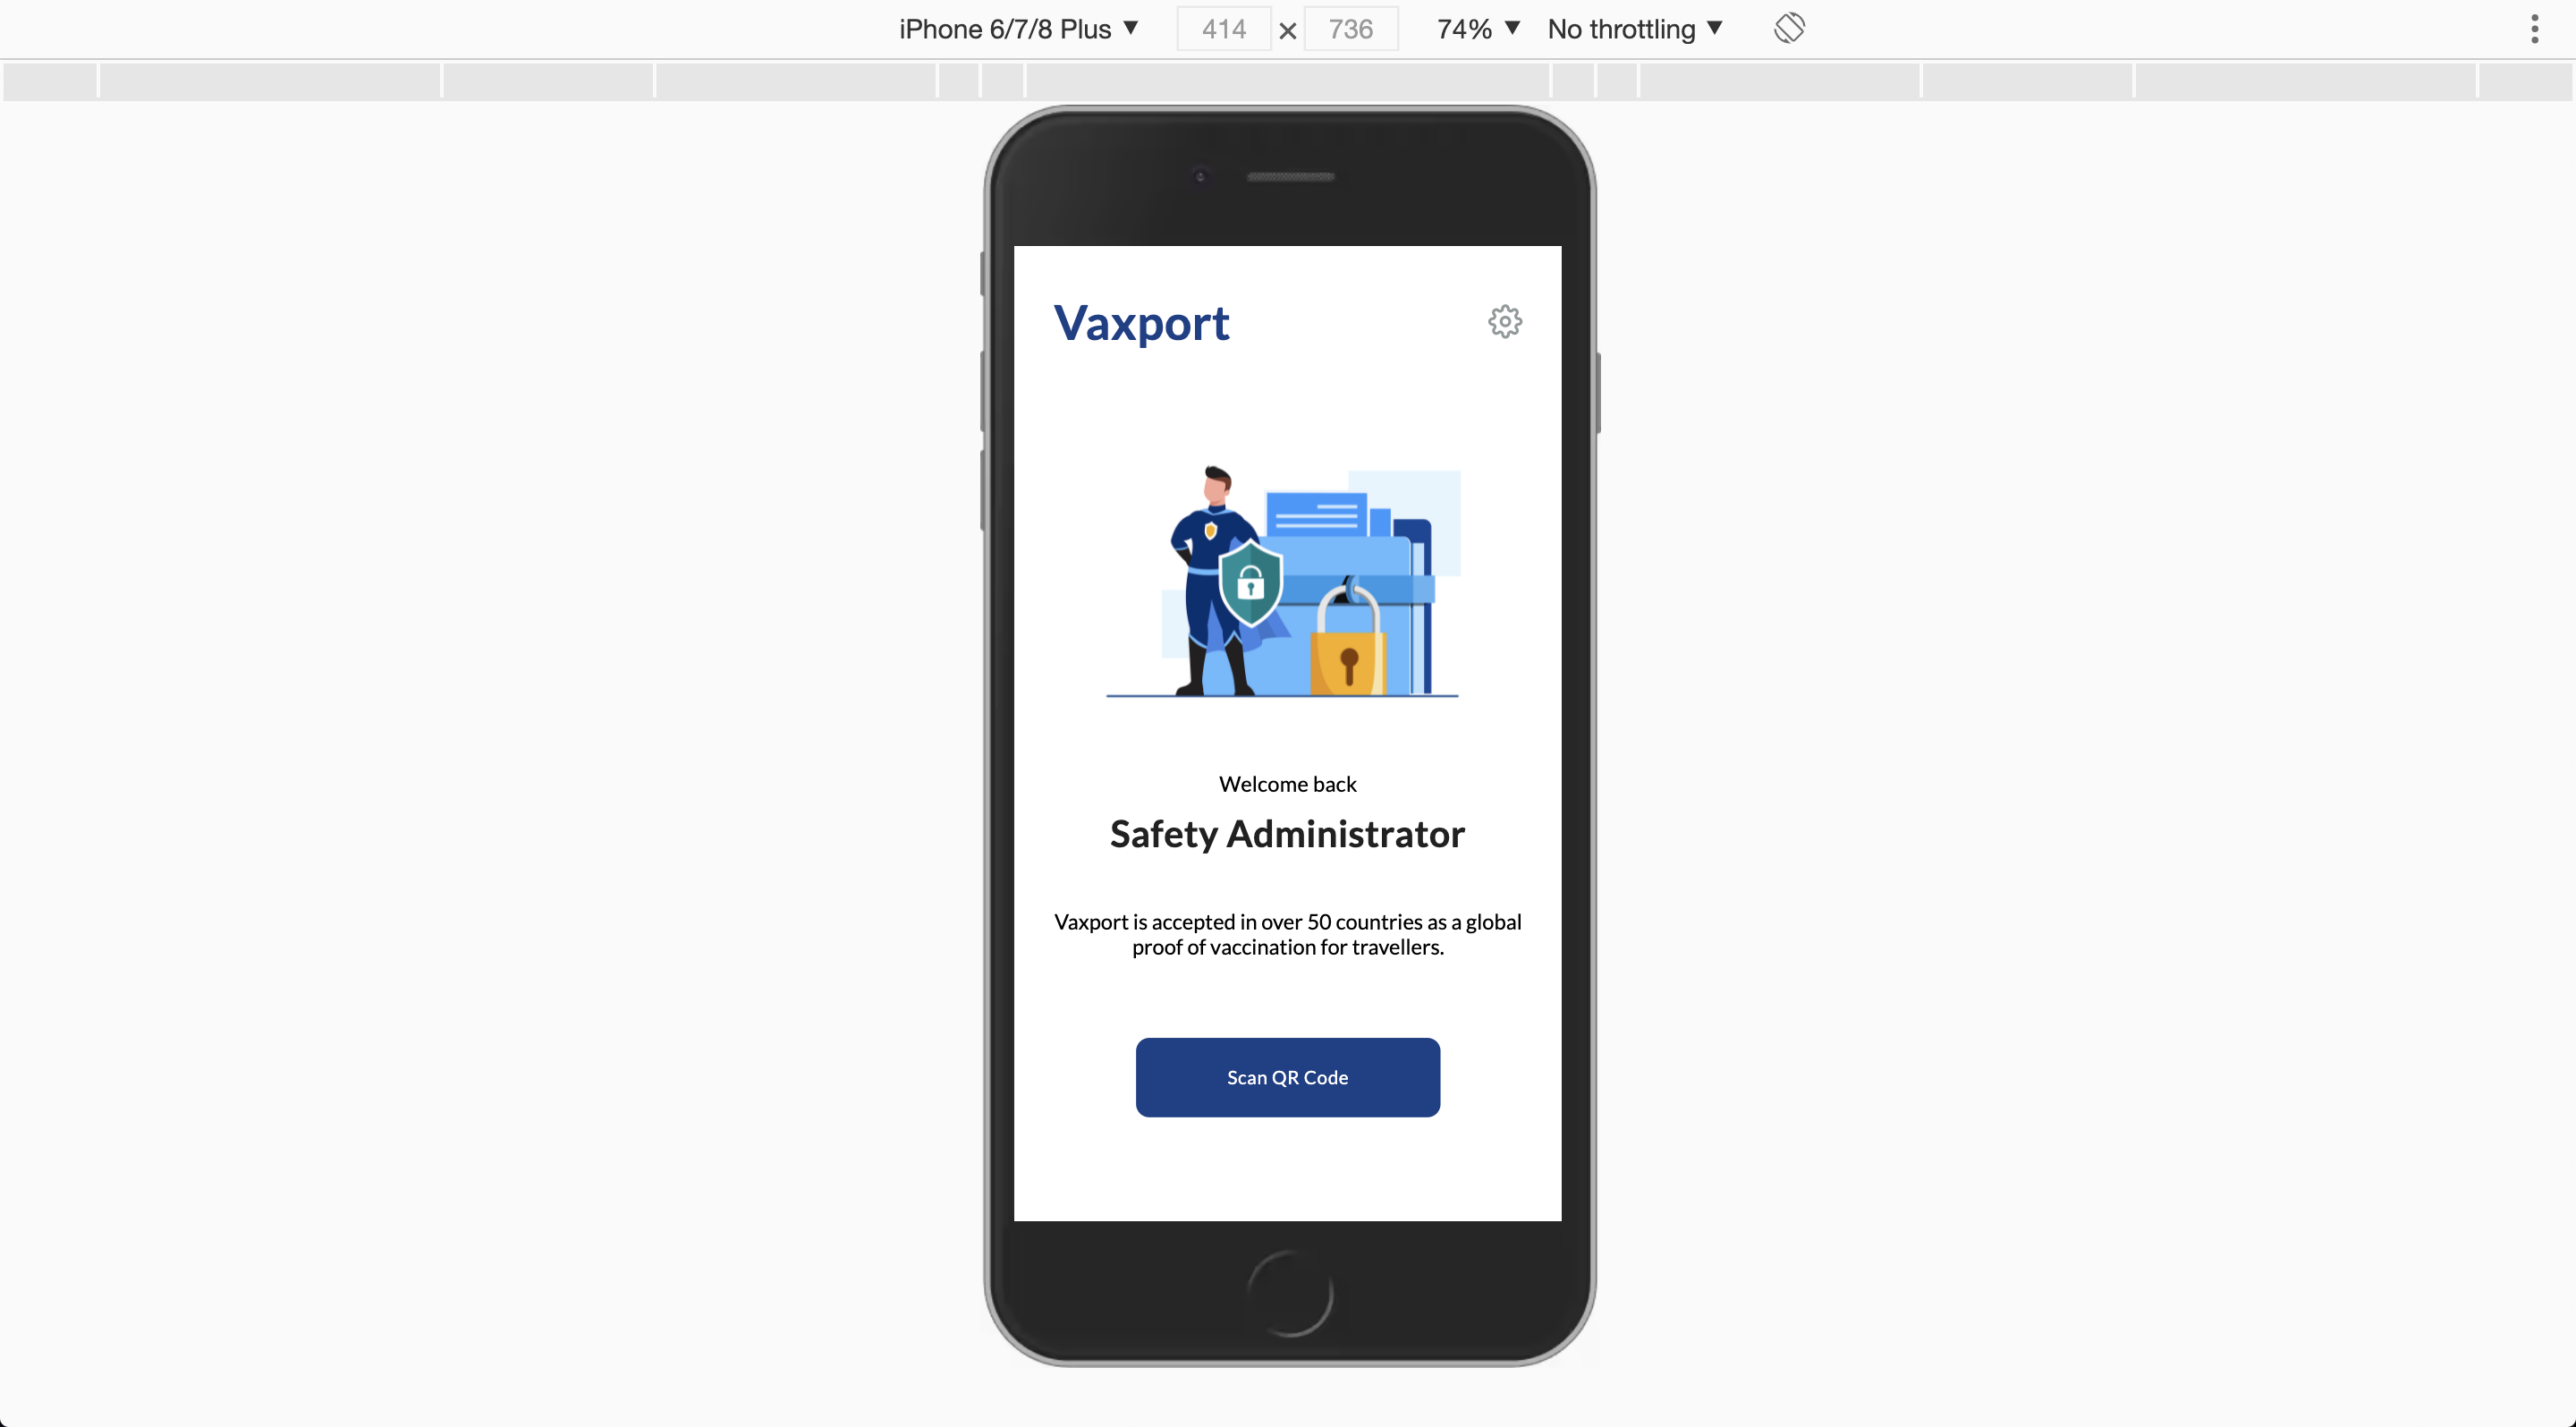 iPhone 6/7/8 Plus ▼ 414 × 736 74% ▼ No throttling ▼
Vaxport
Welcome back
Safety Administrator
Vaxport is accepted in over 50 countries as a global
proof of vaccination for travellers.
Scan QR Code